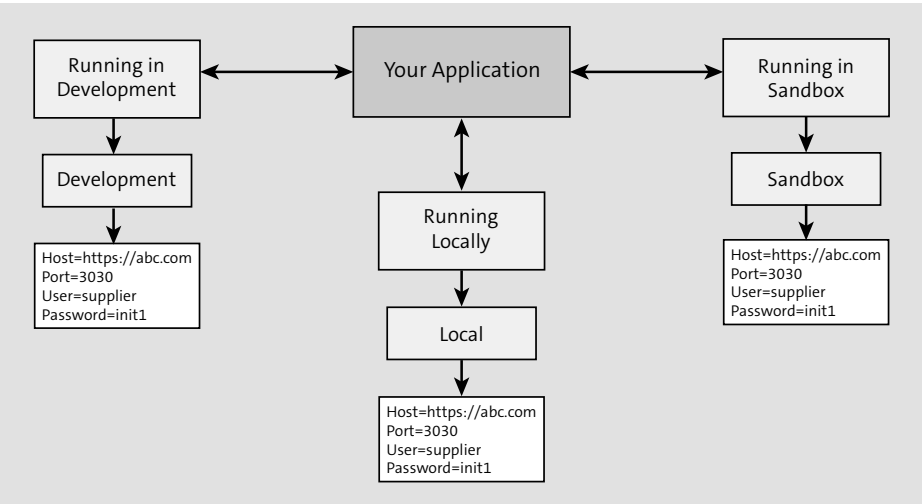 Running in
Development
Your Application
Running in
Sandbox
Development
Sandbox
Running
Locally
Host=https://abc.com
Port=3030
User=supplier
Password=init1
Host=https://abc.com
Port=3030
User=supplier
Password=init1
Local
Host=https://abc.com
Port=3030
User=supplier
Password=init1